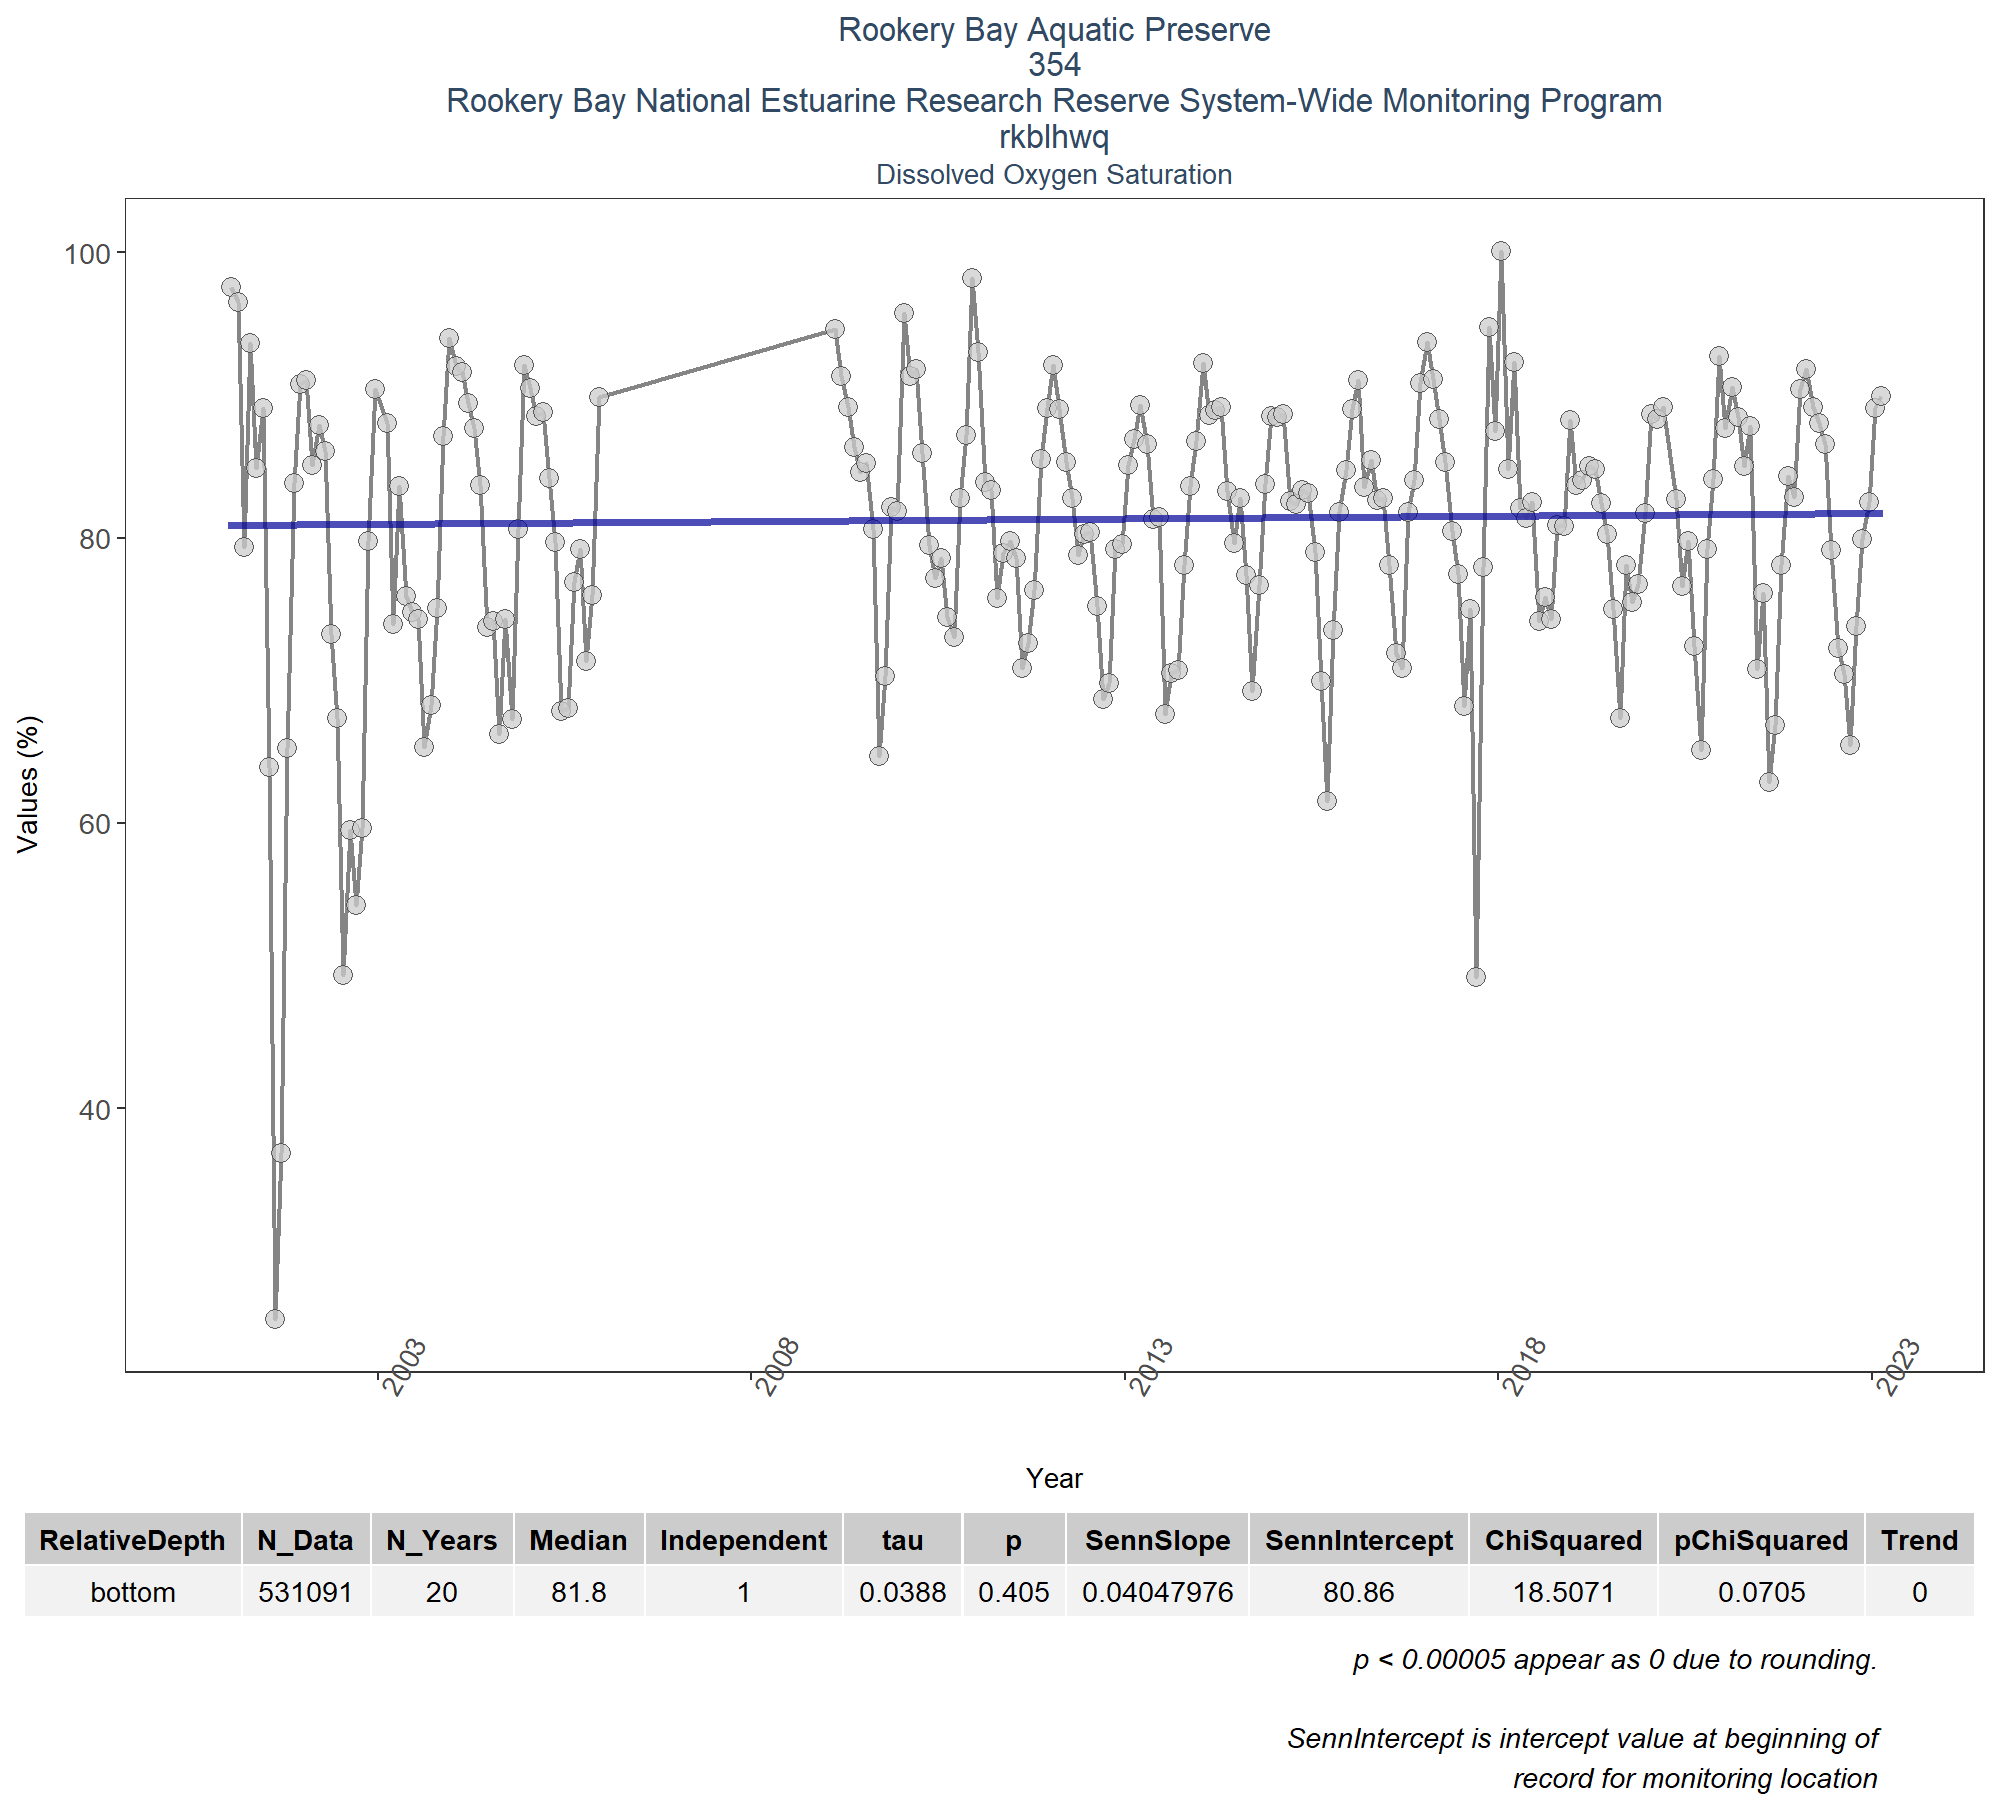 Rookery Bay Aquatic Preserve
354
Rookery Bay National Estuarine Research Reserve System-Wide Monitoring Program
rkblhwq
Dissolved Oxygen Saturation
100
80
60
40
Values (%)
2003 2008 2013 2018 2023
Year
RelativeDepth N_Data N_Years Median Independent tau p SennSlope SennIntercept ChiSquared pChiSquared Trend
bottom 531091 20 81.8 1 0.0388 0.405 0.04047976 80.86 18.5071 0.0705 0
p < 0.00005 appear as 0 due to rounding.
SennIntercept is intercept value at beginning of
record for monitoring location